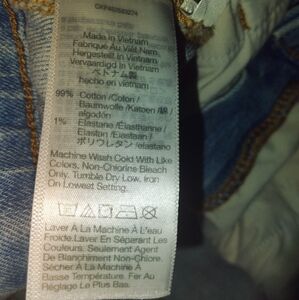 Made in Vietnam
Fabriqué Au Viêt Nam
Hergestellt in Vietnam
Vervaardigd In Vietnam
ベトナム製
hecho en vietnam
99% Cotton /Coton /
Baumwolle /Katoen /綿 /
algodón
1% Elastane /Élasthanne /
Elastan /Elastaan /
ポリウレタン /elastano
Machine Wash Cold With Like
Colors, Non-Chlorine Bleach
Only, Tumble Dry Low, Iron
On Lowest Setting.
Laver À La Machine À L'eau
Froide. Laver En Séparant Les
Couleurs. Seulement Agent
De Blanchiment Non-Chloré.
Sécher À La Machine À
Basse Température. Fer Au
Réglage Le Plus Bas.